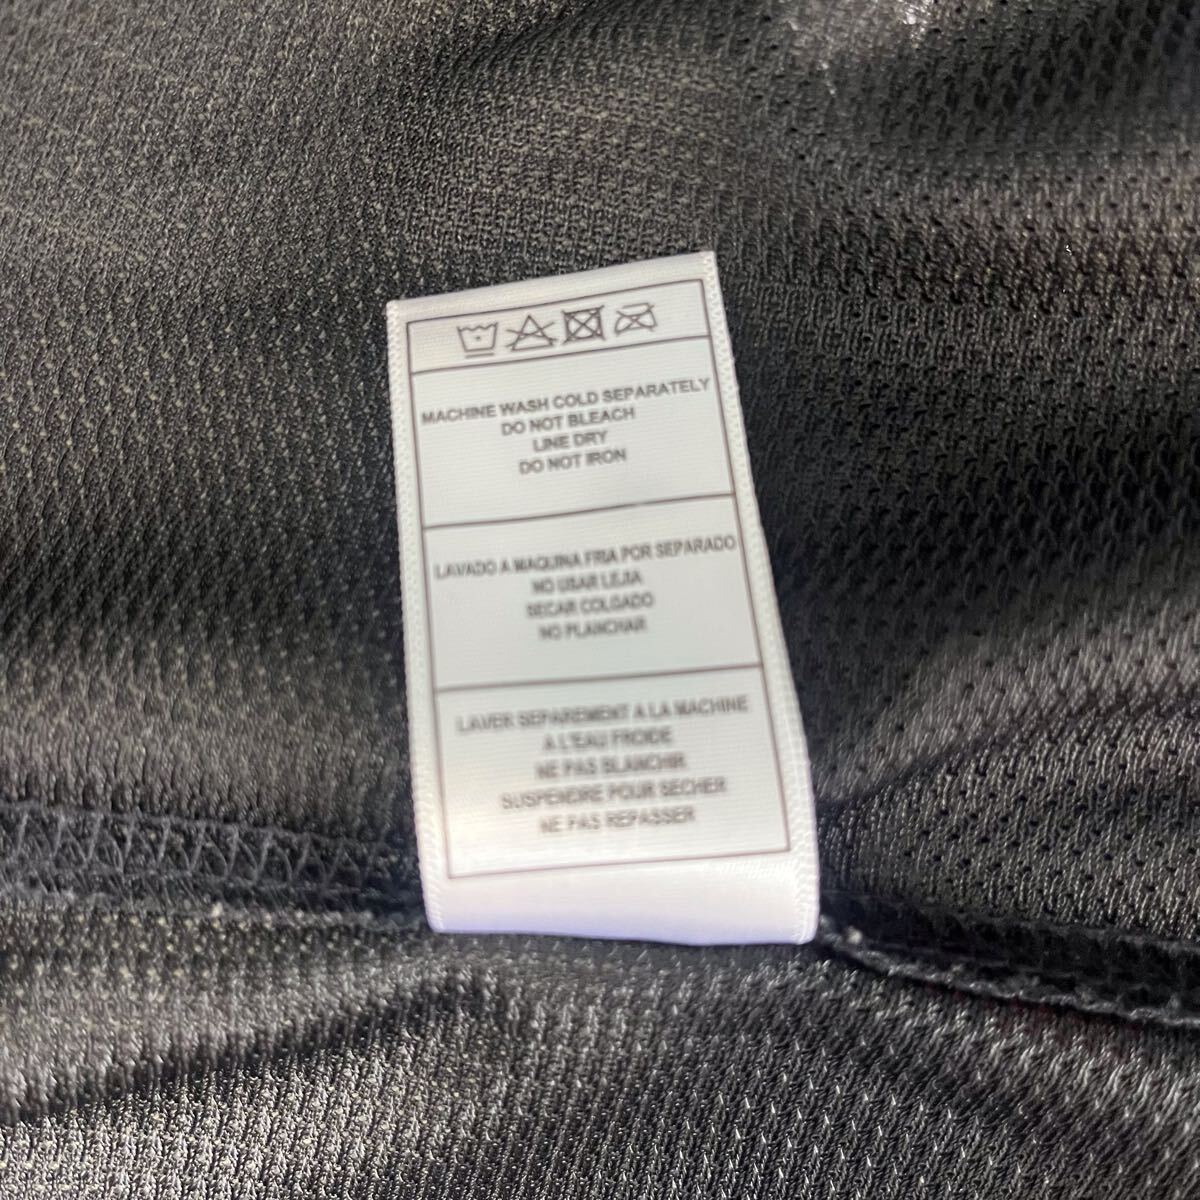 MACHINE WASH COLD SEPARATELY
DO NOT BLEACH
LINE DRY
DO NOT IRON
LAVADO A MAQUINA FRIA POR SEPARADO
NO USAR LEJIA
SECAR COLGADO
NO PLANCHAR
LAVER SEPAREMENT A LA MACHINE
A L'EAU FROIDE
NE PAS BLANCHIR
SUSPENDRE POUR SECHER
NE PAS REPASSER